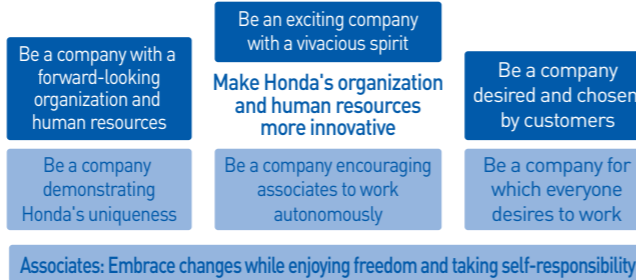 Be an exciting company
with a vivacious spirit
Be a company with a
forward-looking
organization and
human resources
Make Honda's organization
and human resources
more innovative
Be a company
desired and chosen
by customers
Be a company
demonstrating
Honda's uniqueness
Be a company encouraging
associates to work
autonomously
Be a company for
which everyone
desires to work
Associates: Embrace changes while enjoying freedom and taking self-responsibility